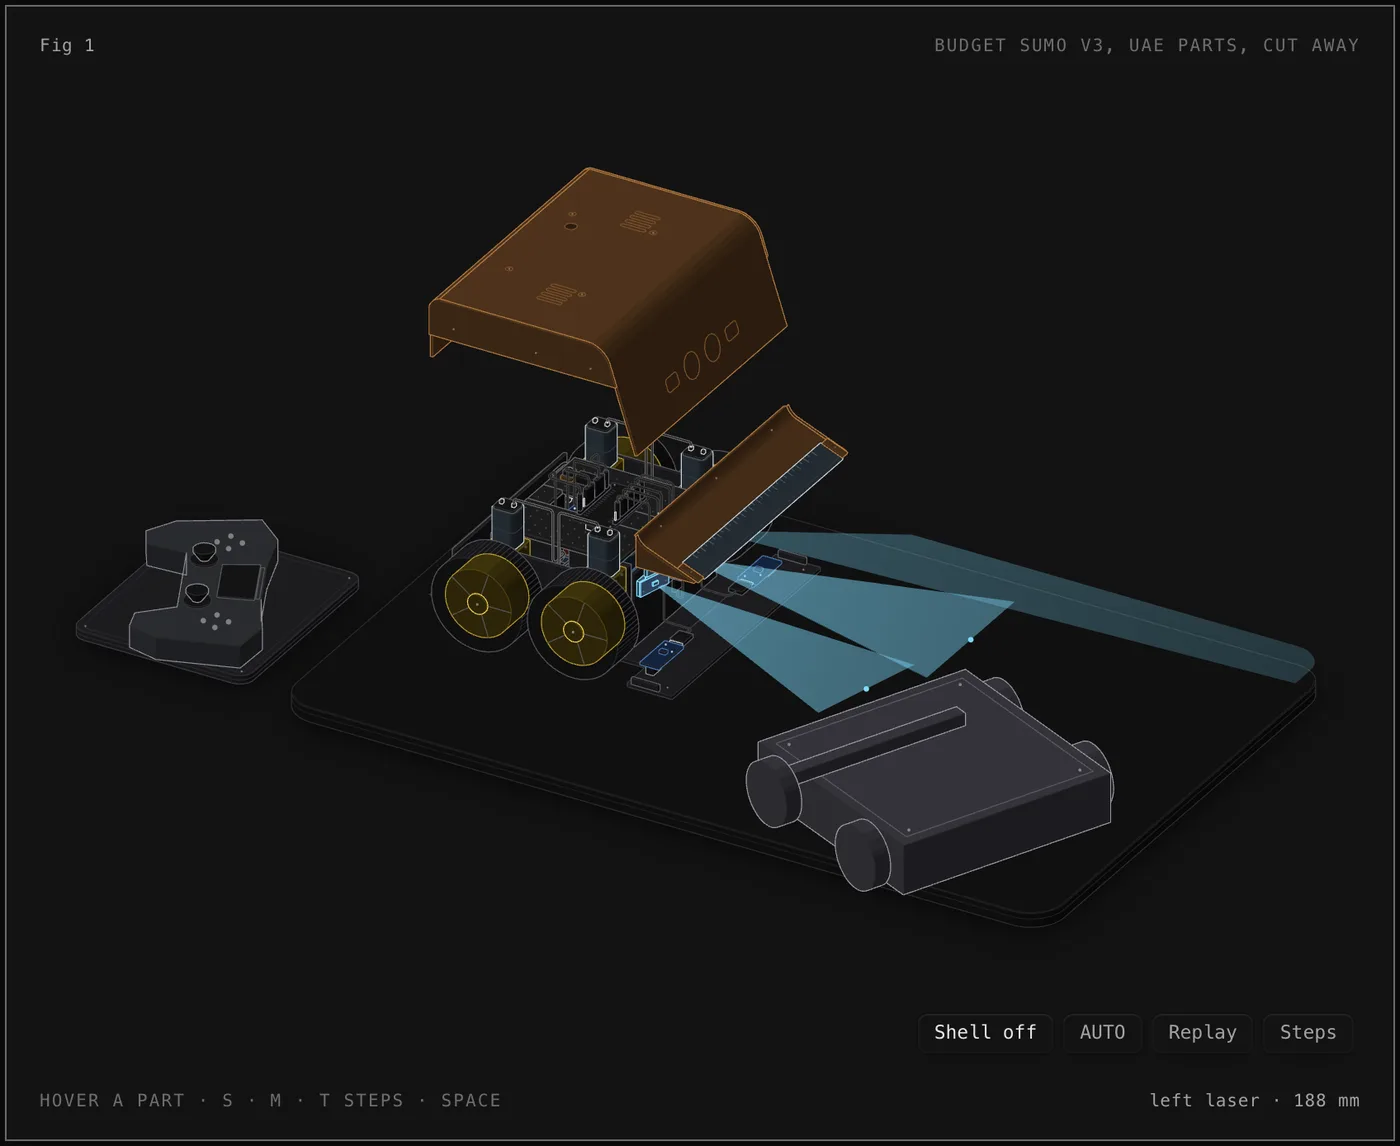 Fig 1
BUDGET SUMO V3, UAE PARTS, CUT AWAY
Shell off
AUTO
Replay
Steps
HOVER A PART · S · M · T STEPS · SPACE
left laser · 188 mm